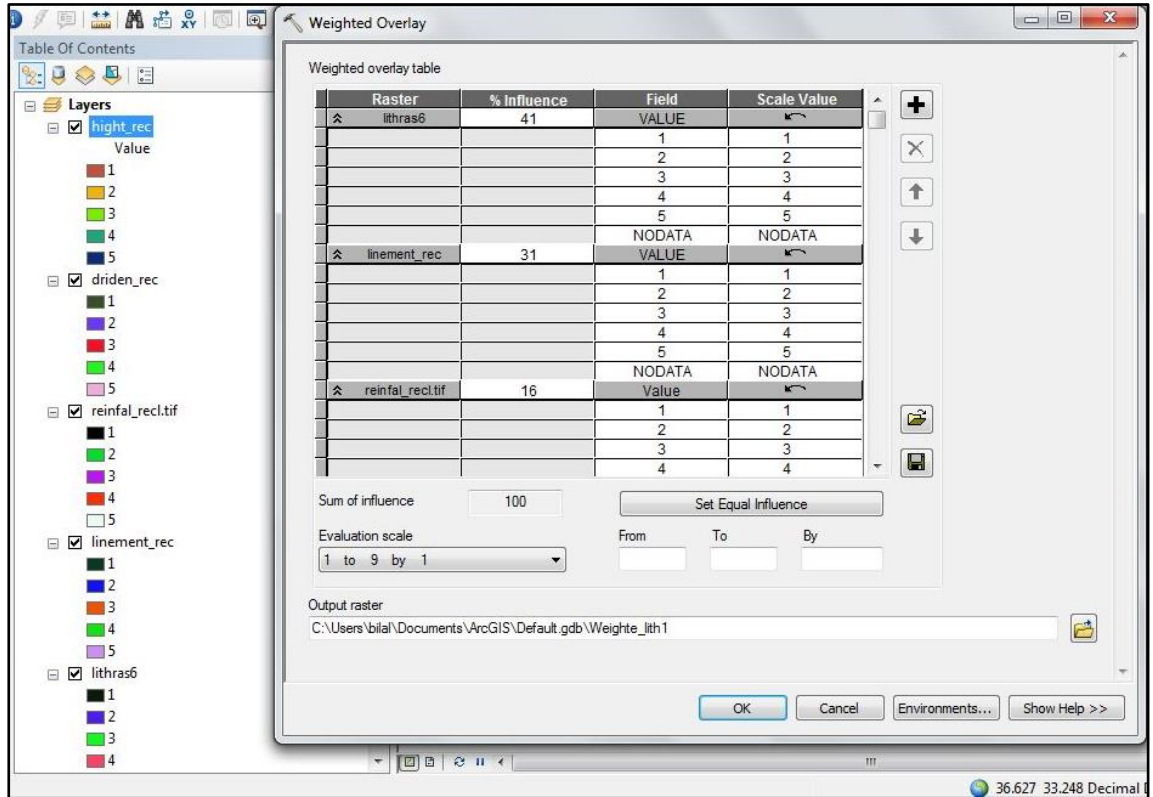 Weighted Overlay
Table Of Contents
Layers
hight_rec
Value
1
2
3
4
5
driden_rec
1
2
3
4
5
reinfal_recl.tif
1
2
3
4
5
linement_rec
1
2
3
4
5
lithras6
1
2
3
4
Weighted overlay table
Raster % Influence Field Scale Value
lithras6 41 VALUE
1 1
2 2
3 3
4 4
5 5
NODATA NODATA
linement_rec 31 VALUE
1 1
2 2
3 3
4 4
5 5
NODATA NODATA
reinfal_recl.tif 16 Value
1 1
2 2
3 3
4 4
Sum of influence 100 Set Equal Influence
Evaluation scale From To By
1 to 9 by 1
Output raster
C:\Users\bilal\Documents\ArcGIS\Default.gdb\Weighte_lith1
OK Cancel Environments... Show Help >>
36.627 33.248 Decimal